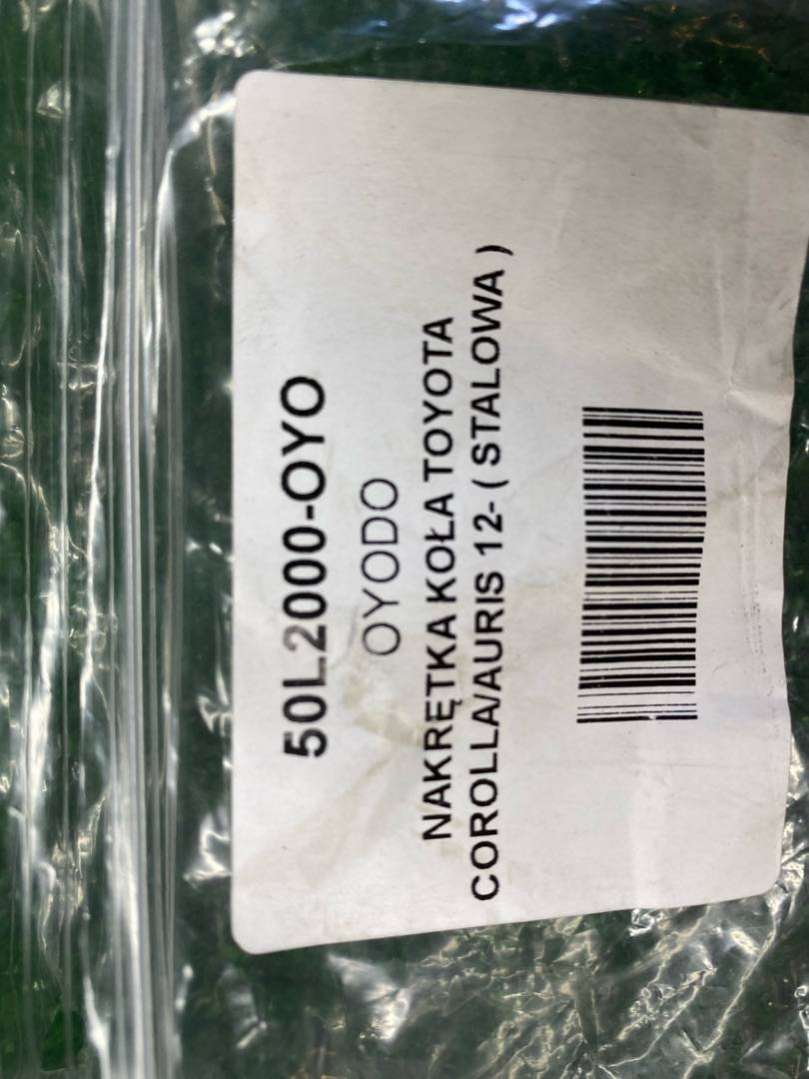 50L2000-OYO
OYODO
NAKRĘTKA KOŁA TOYOTA
COROLLA/AURIS 12- ( STALOWA )